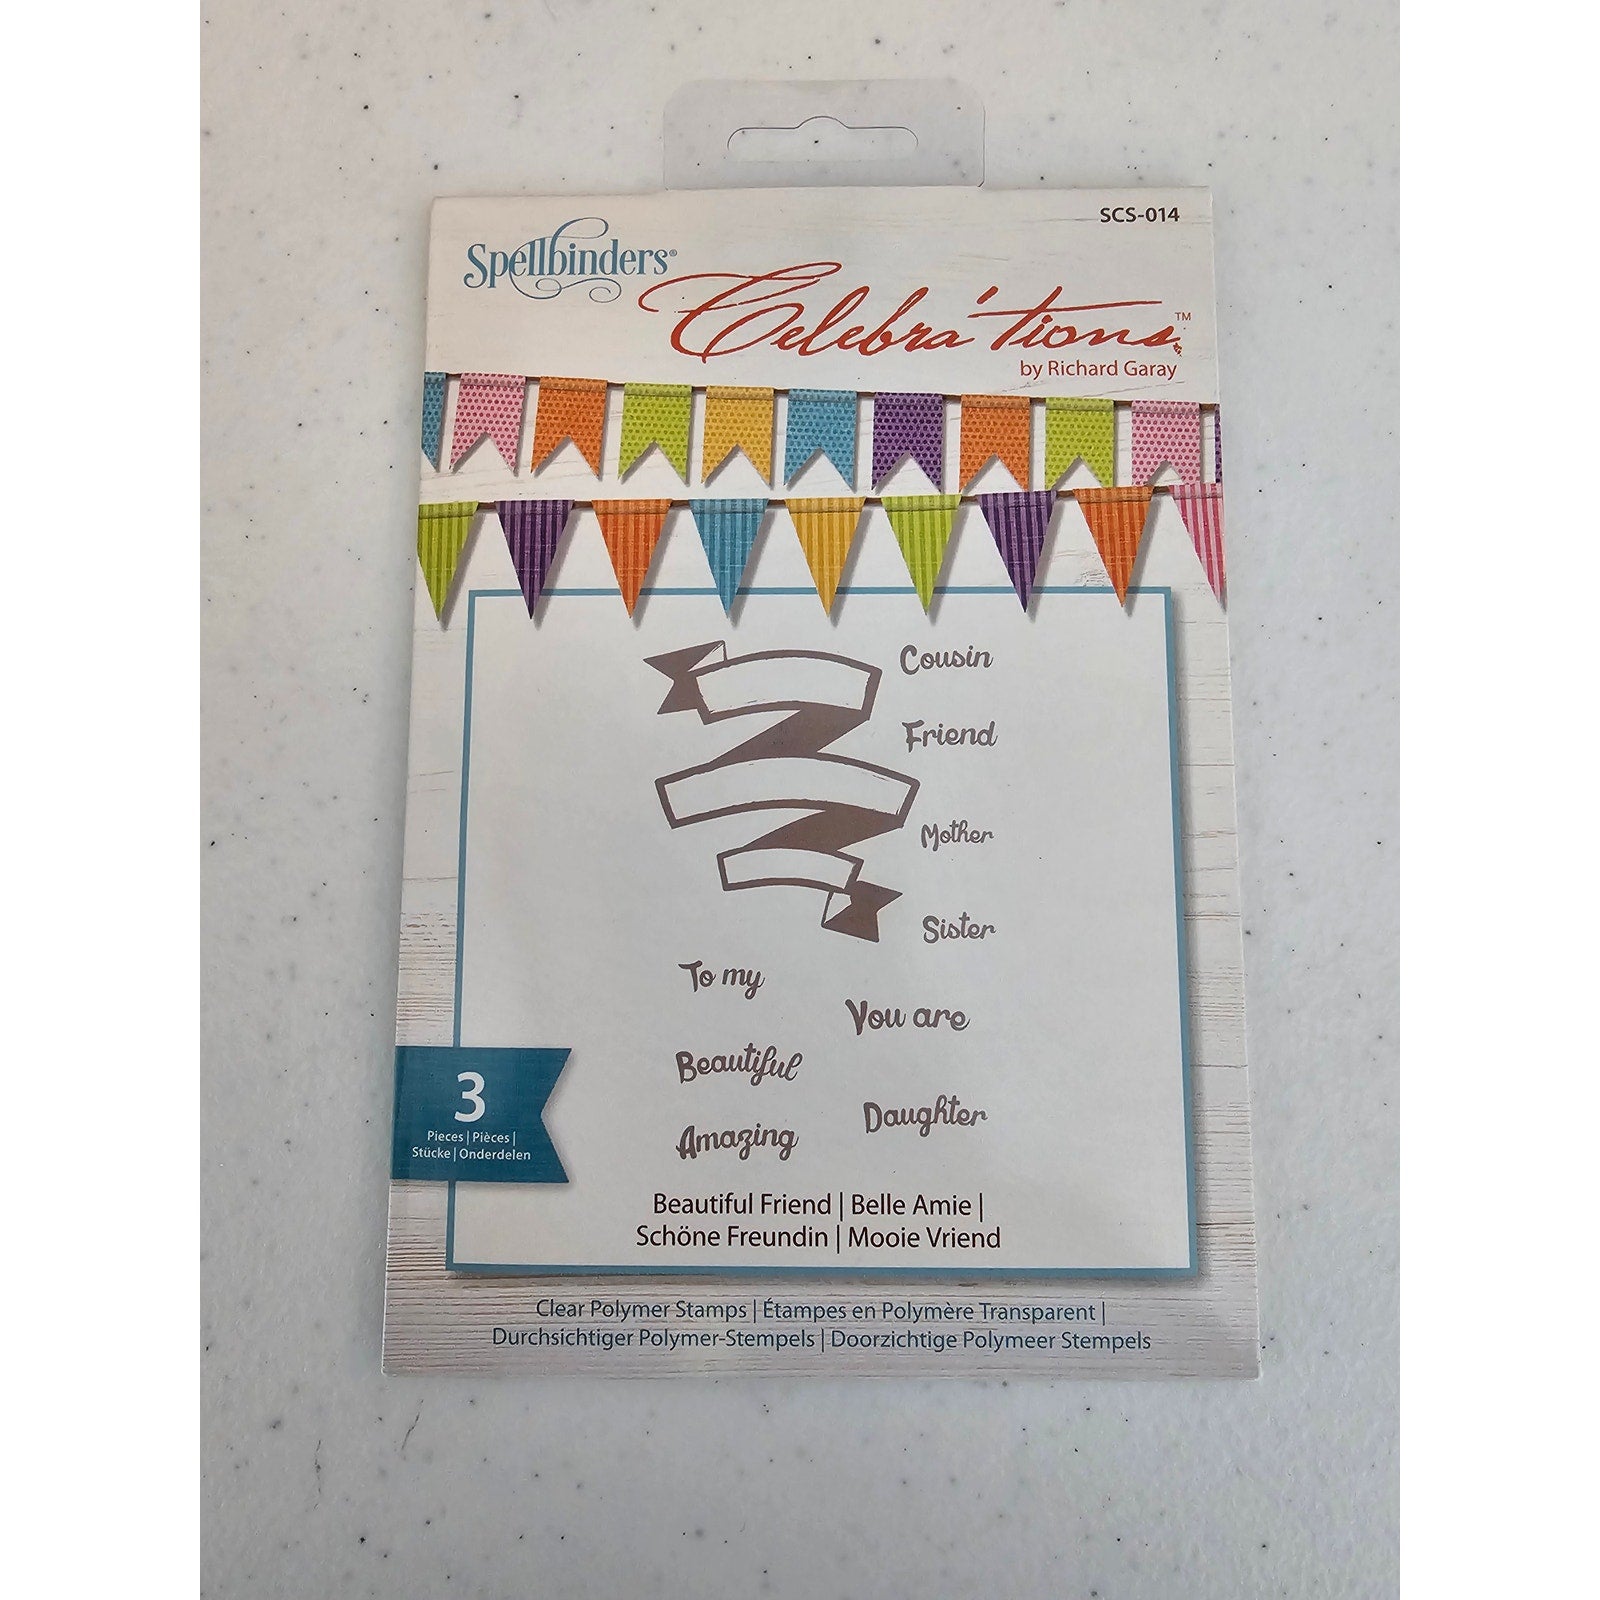 SCS-014
Spellbinders®
Celebra'tions™
by Richard Garay
Cousin
Friend
Mother
Sister
To my
You are
Beautiful
Daughter
Amazing
3
Pieces | Pièces |
Stücke | Onderdelen
Beautiful Friend | Belle Amie |
Schöne Freundin | Mooie Vriend
Clear Polymer Stamps | Étampes en Polymère Transparent |
Durchsichtiger Polymer-Stempels | Doorzichtige Polymeer Stempels